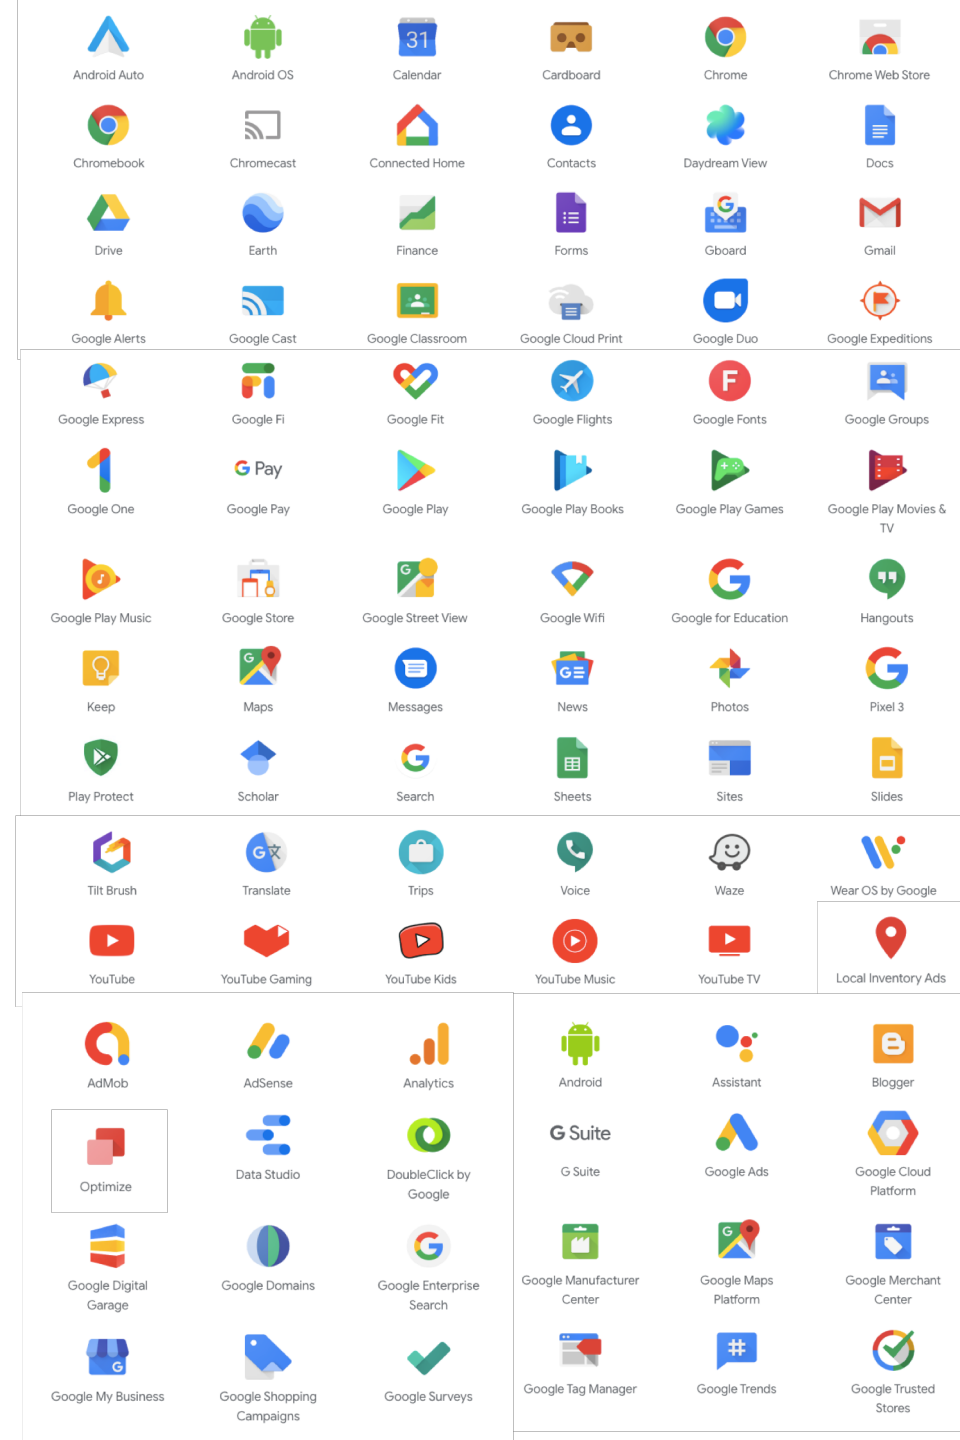 31
Android Auto
Android OS
Calendar
Cardboard
Chrome
Chrome Web Store
Chromebook
Chromecast
Connected Home
Contacts
Daydream View
Docs
G
Drive
Earth
Finance
Forms
Gboard
Gmail
Google Alerts
Google Cast
Google Classroom
Google Cloud Print
Google Duo
Google Expeditions
F
Google Express
Google Fi
Google Fit
Google Flights
Google Fonts
Google Groups
G Pay
Google One
Google Pay
Google Play
Google Play Books
Google Play Games
Google Play Movies &
TV
G
G
Google Play Music
Google Store
Google Street View
Google Wifi
Google for Education
Hangouts
G
G
G
Keep
Maps
Messages
News
Photos
Pixel 3
G
Play Protect
Scholar
Search
Sheets
Sites
Slides
G文
Tilt Brush
Translate
Trips
Voice
Waze
Wear OS by Google
YouTube
YouTube Gaming
YouTube Kids
YouTube Music
YouTube TV
Local Inventory Ads
AdMob
AdSense
Analytics
Android
Assistant
Blogger
G Suite
Optimize
Data Studio
DoubleClick by
Google
G Suite
Google Ads
Google Cloud
Platform
G
G
Google Digital
Garage
Google Domains
Google Enterprise
Search
Google Manufacturer
Center
Google Maps
Platform
Google Merchant
Center
G
#
Google My Business
Google Shopping
Campaigns
Google Surveys
Google Tag Manager
Google Trends
Google Trusted
Stores